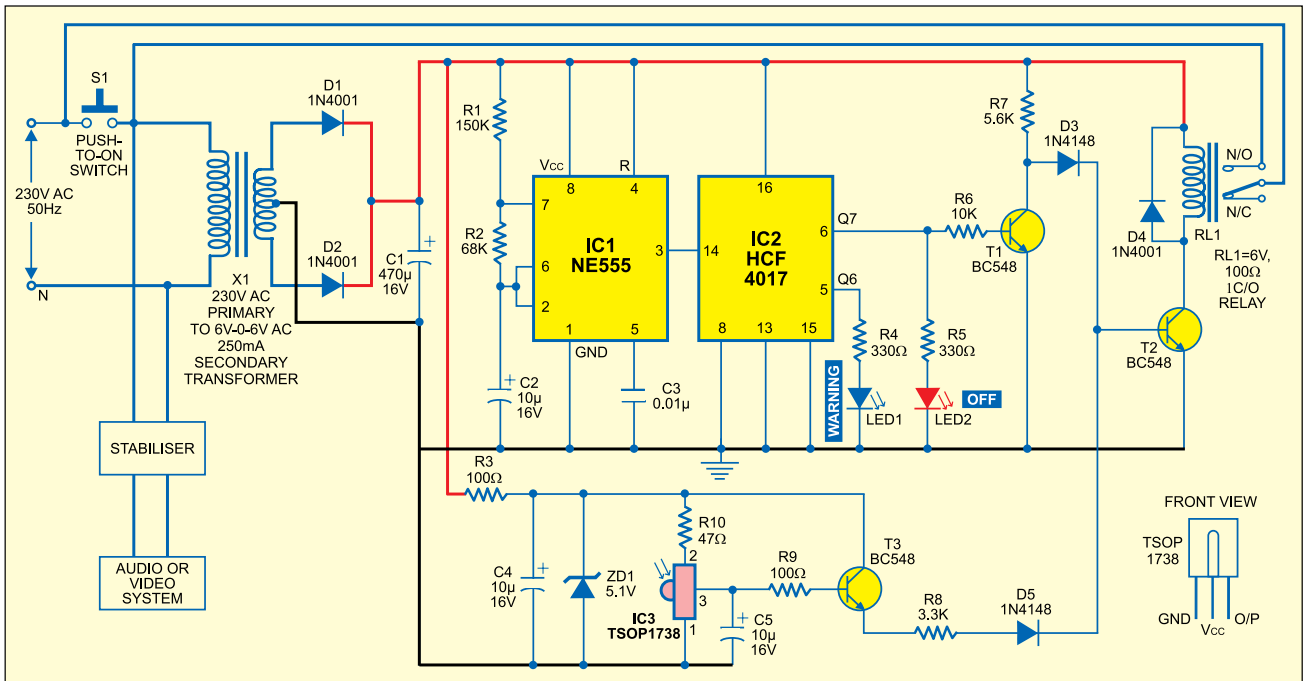 S1
PUSH-
TO-ON
SWITCH
230V AC
50Hz
N
D1
1N4001
D2
1N4001
X1
230V AC
PRIMARY
TO 6V-0-6V AC
250mA
SECONDARY
TRANSFORMER
STABILISER
AUDIO OR
VIDEO
SYSTEM
C1
470µ
16V
R1
150K
R2
68K
C2
10µ
16V
Vcc
R
8
4
7
6
2
3
1
5
GND
IC1
NE555
C3
0.01µ
16
14
IC2
HCF
4017
Q7
6
Q6
5
8
13
15
R4
330Ω
R5
330Ω
WARNING
LED1
OFF
LED2
R6
10K
R7
5.6K
T1
BC548
D3
1N4148
D4
1N4001
RL1
N/O
N/C
RL1=6V,
100Ω
1C/O
RELAY
T2
BC548
R3
100Ω
C4
10µ
16V
ZD1
5.1V
R10
47Ω
2
3
1
IC3
TSOP1738
C5
10µ
16V
R9
100Ω
T3
BC548
R8
3.3K
D5
1N4148
FRONT VIEW
TSOP
1738
GND
Vcc
O/P